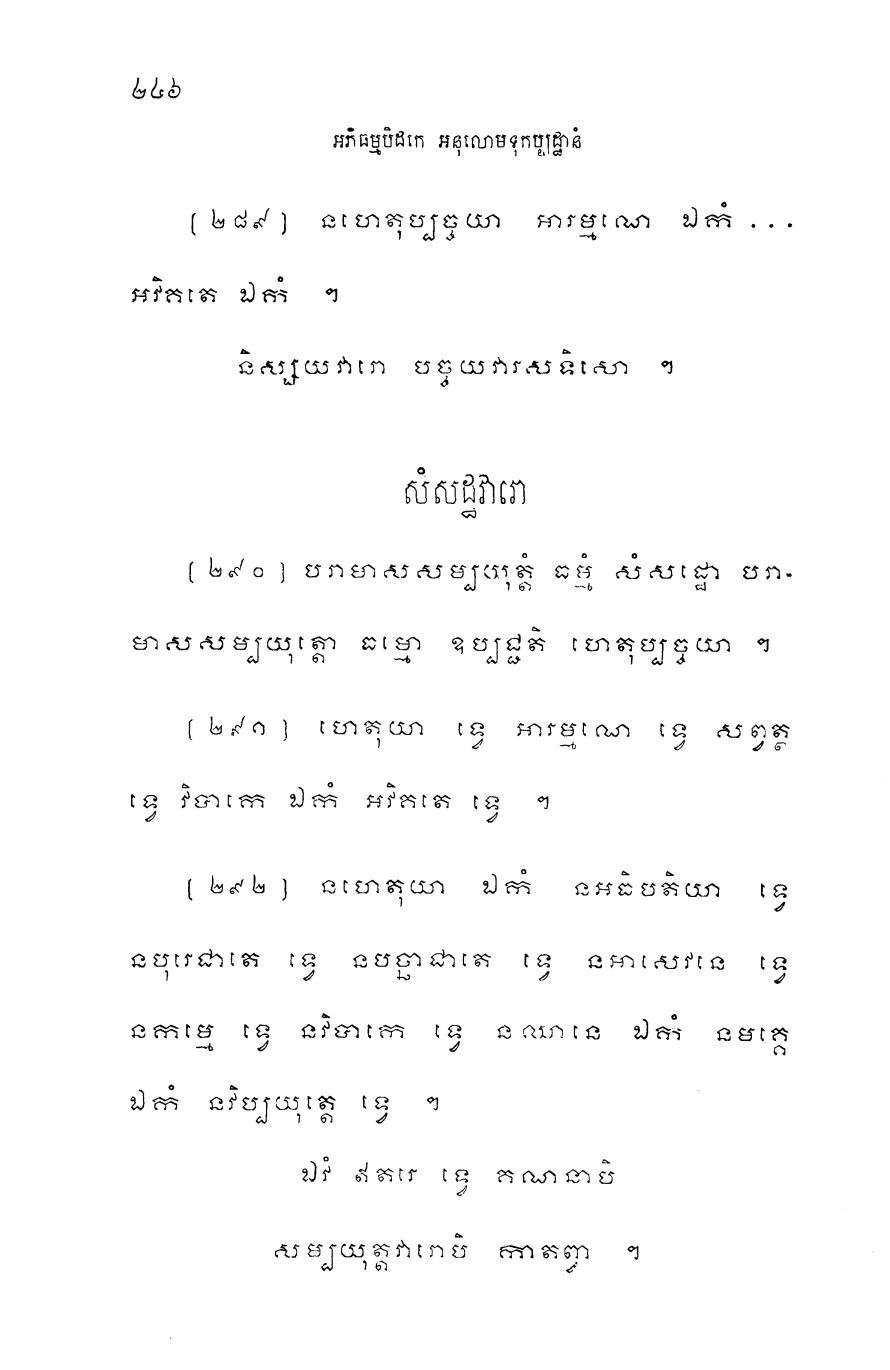 ២៤៦
អភិធម្មបិដកេ អនុលោមទុកប្បដ្ឋានំ
[ ២៨៩ ] នហេតុប្បច្ចយា អារម្មណេ ឯកំ ...
អវិគតេ ឯកំ ។
និស្សយវារោ បច្ចយវារសទិសោ ។
សំសដ្ឋវារោ
[ ២៩០ ] បរាមាសសម្បយុត្តំ ធម្មំ សំសដ្ឋោ បរា-
មាសសម្បយុត្តោ ធម្មោ ឧប្បជ្ជតិ ហេតុប្បច្ចយា ។
[ ២៩១ ] ហេតុយា ទ្វេ អារម្មណេ ទ្វេ សព្វត្ថ
ទ្វេ វិបាកេ ឯកំ អវិគតេ ទ្វេ ។
[ ២៩២ ] នហេតុយា ឯកំ នអធិបតិយា ទ្វេ
នបុរេជាតេ ទ្វេ នបច្ឆាជាតេ ទ្វេ នអាសេវនេ ទ្វេ
នកម្មេ ទ្វេ នវិបាកេ ទ្វេ នឈានេ ឯកំ នមគ្គេ
ឯកំ នវិប្បយុត្តេ ទ្វេ ។
ឯវំ ឥតរេ ទ្វេ គណនាបិ
សម្បយុត្តវារោបិ កាតព្វា ។